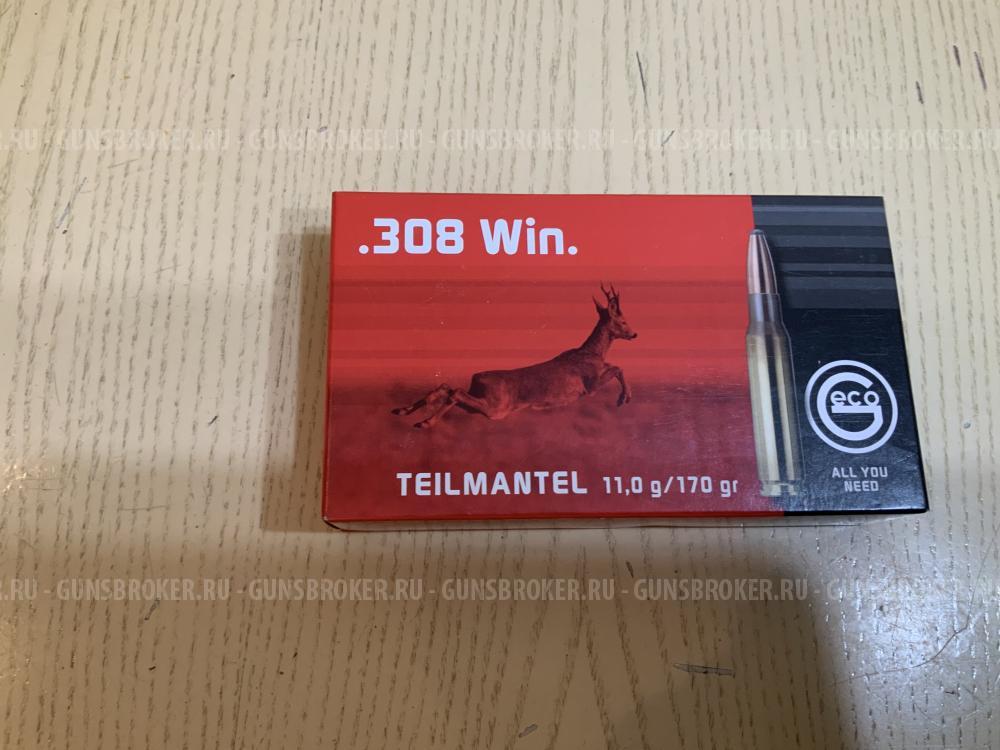 GUNSBROKER.RU - GUNSBROKER.RU - GUNSBROKER.RU - GUNSBROKER.RU - GUNSBROKER.RU
.308 Win.
Geco
ALL YOU
NEED
TEILMANTEL 11,0 g/170 gr
.RU - GUNSBROKER.RU - GUNSBROKER.RU - GUNSBROKER.RU - GUNSBROKER.RU - GUNSBROKER.RU